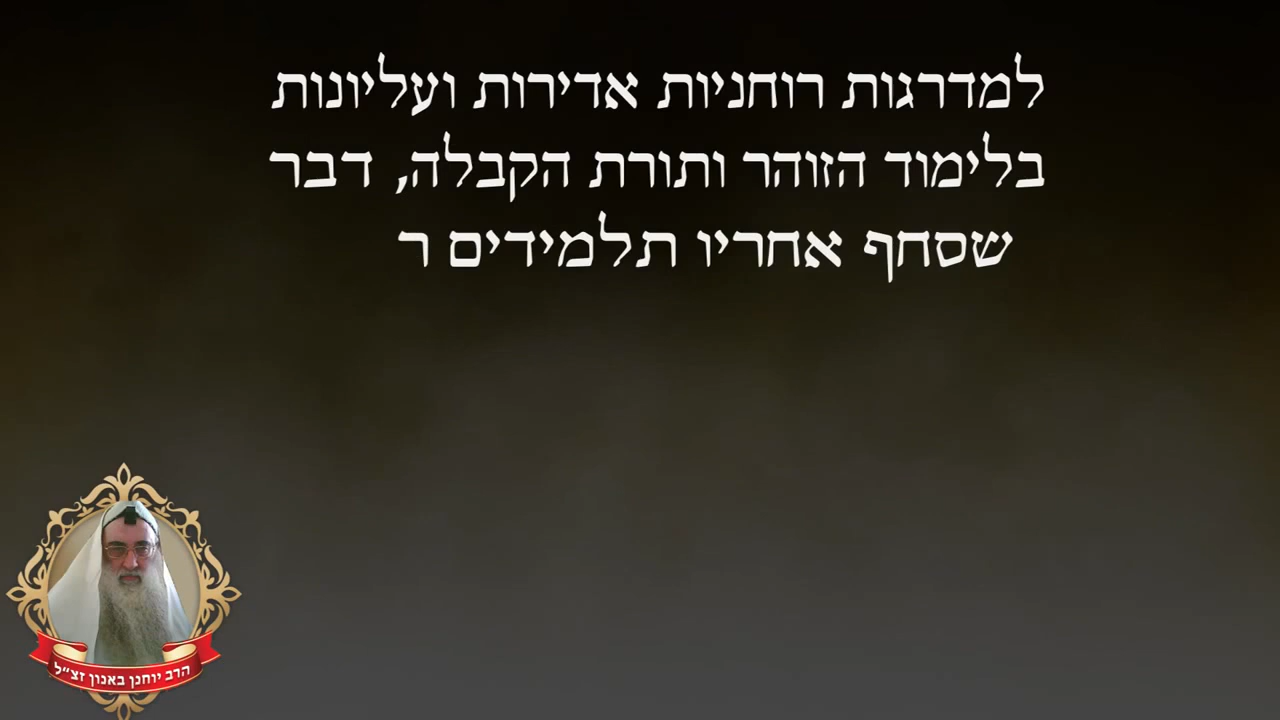 למדרגות רוחניות אדירות ועליונות
בלימוד הזוהר ותורת הקבלה, דבר
שסחף אחריו תלמידים ר
הרב יוחנן באנון זצ״ל